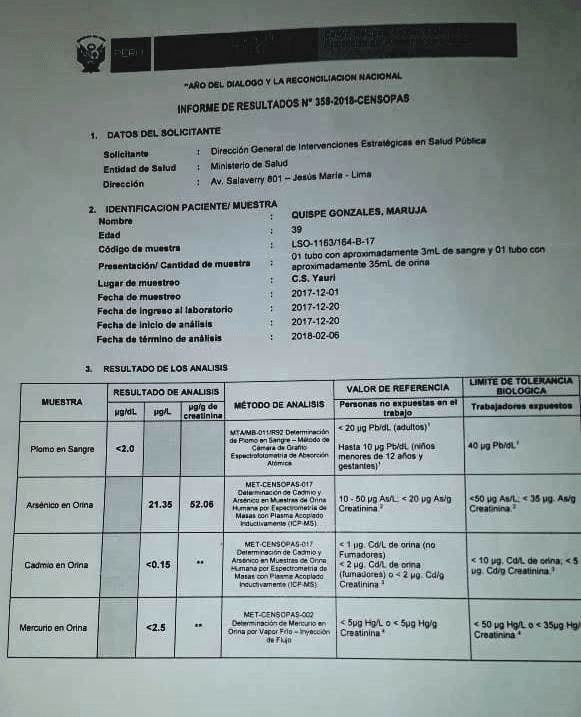 PERÚ
"AÑO DEL DIALOGO Y LA RECONCILIACION NACIONAL
INFORME DE RESULTADOS N° 358-2018-CENSOPAS
1. DATOS DEL SOLICITANTE
Solicitante : Dirección General de Intervenciones Estratégicas en Salud Pública
Entidad de Salud : Ministerio de Salud
Dirección : Av. Salaverry 801 – Jesús María - Lima
2. IDENTIFICACION PACIENTE/ MUESTRA
Nombre : QUISPE GONZALES, MARUJA
Edad : 39
Código de muestra : LSO-1163/164-B-17
Presentación/ Cantidad de muestra : 01 tubo con aproximadamente 3mL de sangre y 01 tubo con
aproximadamente 35mL de orina
Lugar de muestreo : C.S. Yauri
Fecha de muestreo : 2017-12-01
Fecha de ingreso al laboratorio : 2017-12-20
Fecha de inicio de análisis : 2017-12-20
Fecha de término de análisis : 2018-02-06
3. RESULTADO DE LOS ANALISIS
MUESTRA
RESULTADO DE ANALISIS
µg/dL
µg/L
µg/g de
creatinina
MÉTODO DE ANALISIS
VALOR DE REFERENCIA
Personas no expuestas en el
trabajo
LIMITE DE TOLERANCIA
BIOLOGICA
Trabajadores expuestos
Plomo en Sangre
<2.0
MTA/MB-011/R92 Determinación
de Plomo en Sangre – Método de
Cámara de Grafito
Espectrofotometría de Absorción
Atómica
< 20 µg Pb/dL (adultos)¹
Hasta 10 µg Pb/dL (niños
menores de 12 años y
gestantes)¹
40 µg Pb/dL¹
Arsénico en Orina
21.35
52.06
MET-CENSOPAS-017
Determinación de Cadmio y
Arsénico en Muestras de Orina
Humana por Espectrometría de
Masas con Plasma Acoplado
Inductivamente (ICP-MS)
10 - 50 µg As/L; < 20 µg As/g
Creatinina.²
<50 µg As/L; < 35 µg. As/g
Creatinina.²
Cadmio en Orina
<0.15
**
MET-CENSOPAS-017
Determinación de Cadmio y
Arsénico en Muestras de Orina
Humana por Espectrometría de
Masas con Plasma Acoplado
Inductivamente (ICP-MS)
< 1 µg. Cd/L de orina (no
Fumadores)
< 2 µg. Cd/L de orina
(fumadores) o < 2 µg. Cd/g
Creatinina ³
< 10 µg. Cd/L de orina; < 5
µg. Cd/g Creatinina.³
Mercurio en Orina
<2.5
**
MET-CENSOPAS-002
Determinación de Mercurio en
Orina por Vapor Frío – Inyección
de Flujo
< 5µg Hg/L o < 5µg Hg/g
Creatinina ⁴
< 50 µg Hg/L o < 35µg Hg/
Creatinina ⁴